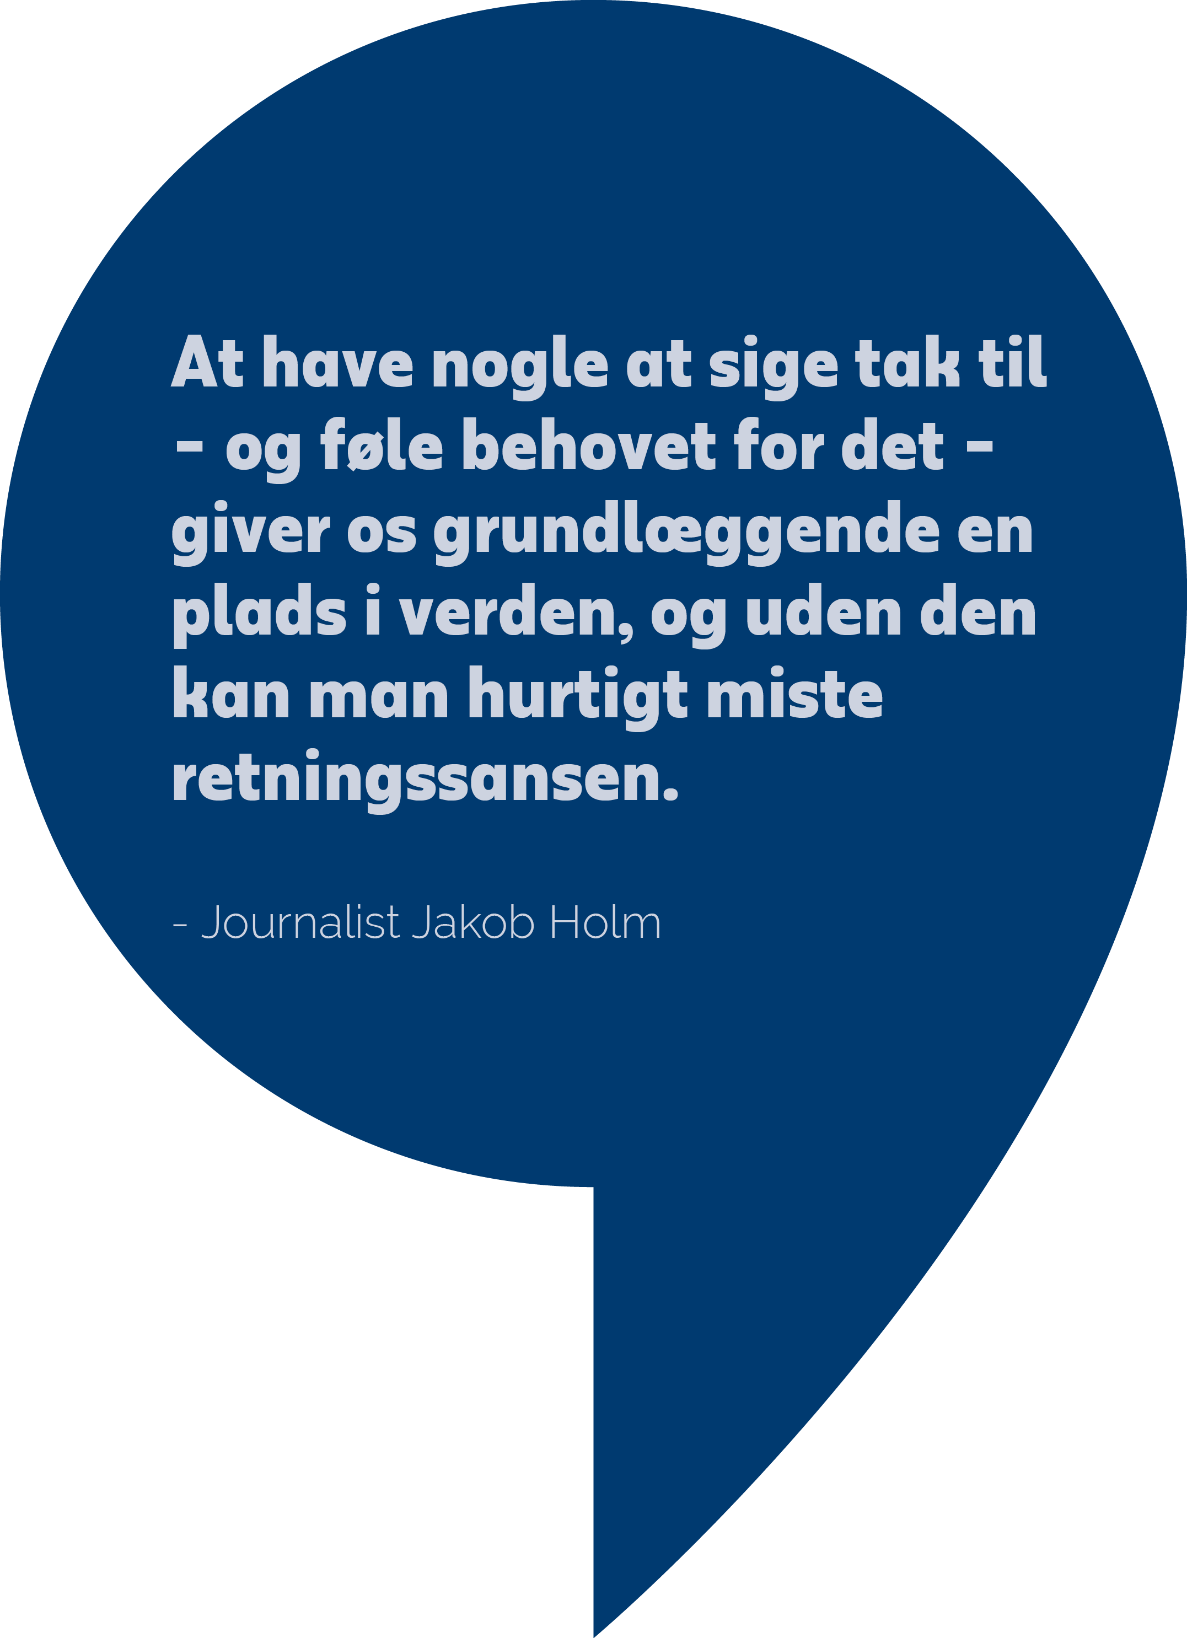 At have nogle at sige tak til
- og føle behovet for det -
giver os grundlæggende en
plads i verden, og uden den
kan man hurtigt miste
retningssansen.
- Journalist Jakob Holm